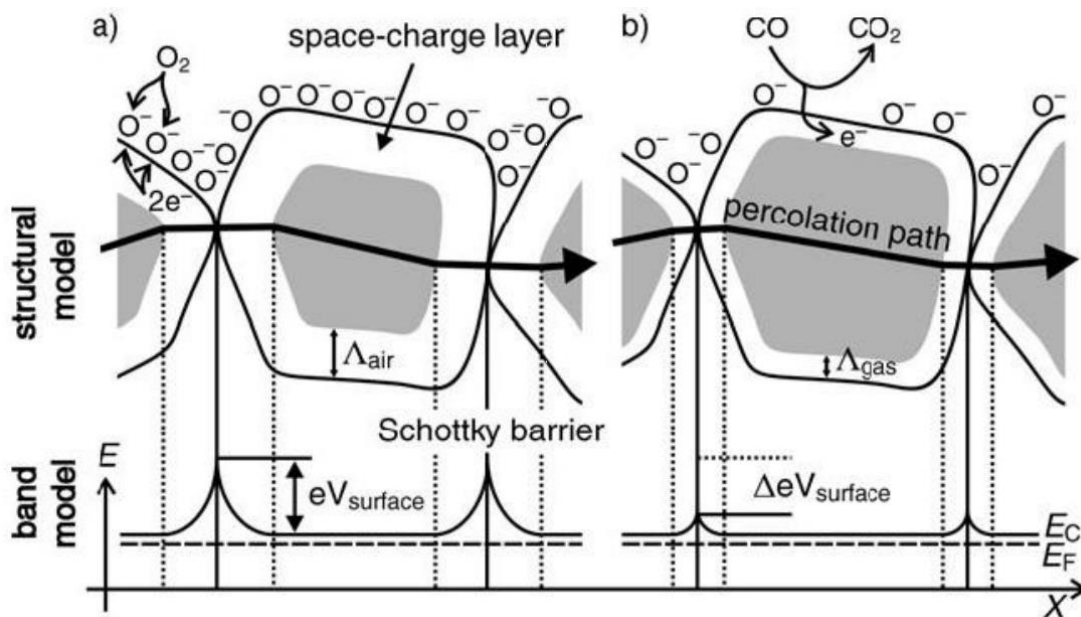 a)
space-charge layer
O₂
O⁻ O⁻ O⁻ O⁻ O⁻ O⁻
⁻O
⁻O
O⁻
O⁻
O⁻
O⁻
⁻O
O⁼
O⁻
O⁻
2e⁻
Λair
b)
CO
CO₂
O⁻
O⁻
⁻O
O⁻
⁻O
O⁻
O⁻
O⁻
e⁻
percolation path
Λgas
structural model
Schottky barrier
band model
E
eVsurface
ΔeVsurface
EC
EF
X